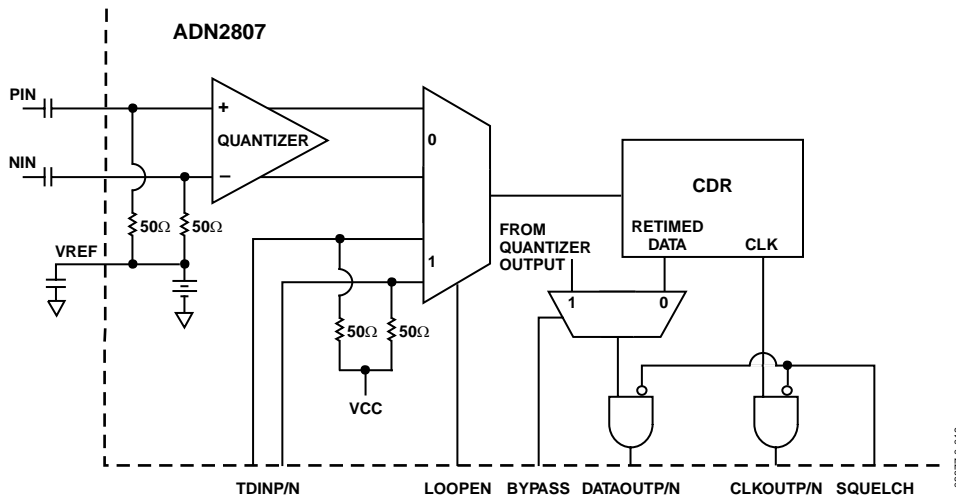 ADN2807
PIN
+
QUANTIZER
0
NIN
−
CDR
50Ω
50Ω
FROM
QUANTIZER
OUTPUT
RETIMED
DATA
CLK
VREF
1
1
0
50Ω
50Ω
VCC
TDINP/N
LOOPEN
BYPASS
DATAOUTP/N
CLKOUTP/N
SQUELCH